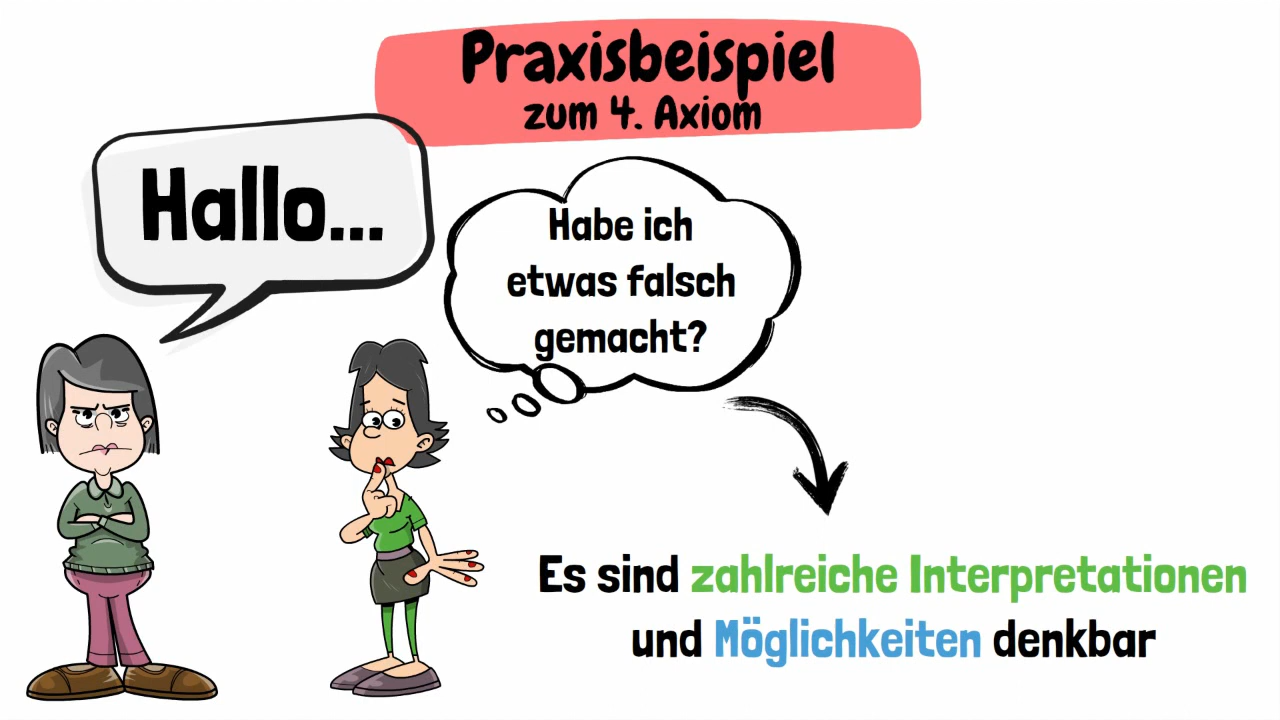 Praxisbeispiel
zum 4. Axiom
Hallo...
Habe ich
etwas falsch
gemacht?
Es sind zahlreiche Interpretationen
und Möglichkeiten denkbar